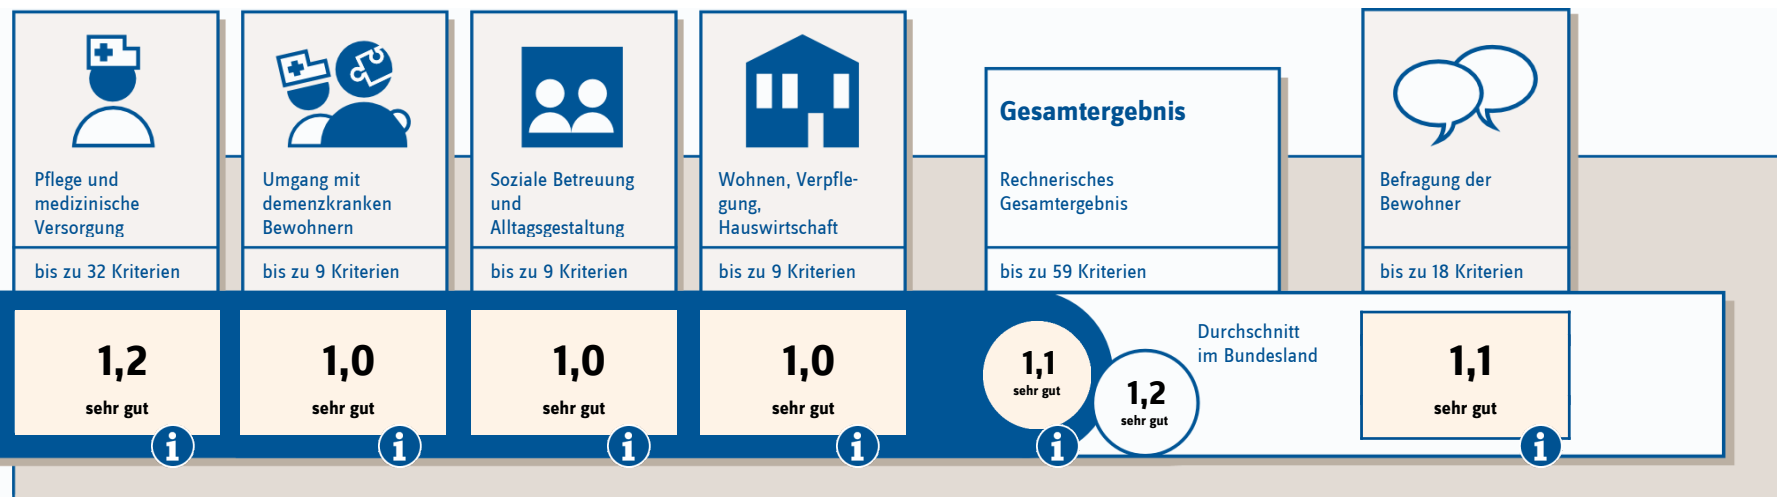 Pflege und
medizinische
Versorgung
bis zu 32 Kriterien
1,2
sehr gut
i
Umgang mit
demenzkranken
Bewohnern
bis zu 9 Kriterien
1,0
sehr gut
i
Soziale Betreuung
und
Alltagsgestaltung
bis zu 9 Kriterien
1,0
sehr gut
i
Wohnen, Verpfle-
gung,
Hauswirtschaft
bis zu 9 Kriterien
1,0
sehr gut
i
Gesamtergebnis
Rechnerisches
Gesamtergebnis
bis zu 59 Kriterien
1,1
sehr gut
i
1,2
sehr gut
Durchschnitt
im Bundesland
Befragung der
Bewohner
bis zu 18 Kriterien
1,1
sehr gut
i